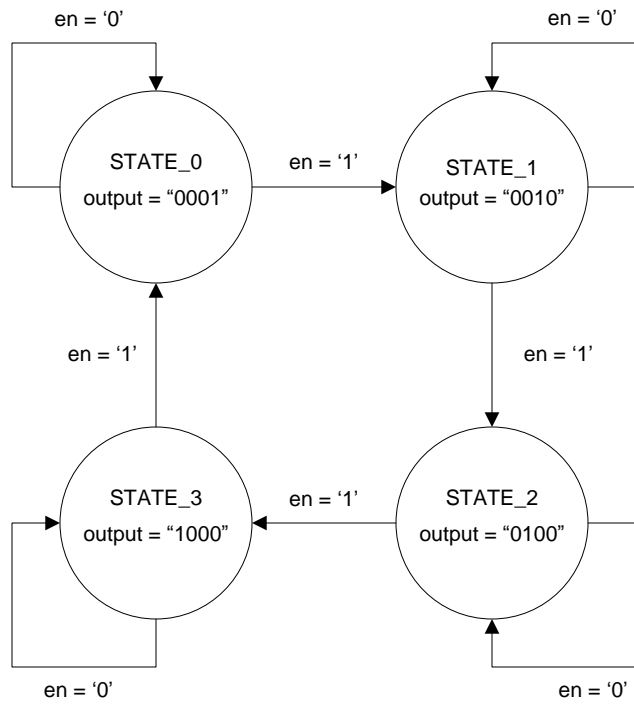 en = ‘0’
en = ‘0’
STATE_0
output = “0001”
en = ‘1’
STATE_1
output = “0010”
en = ‘1’
en = ‘1’
STATE_3
output = “1000”
en = ‘1’
STATE_2
output = “0100”
en = ‘0’
en = ‘0’